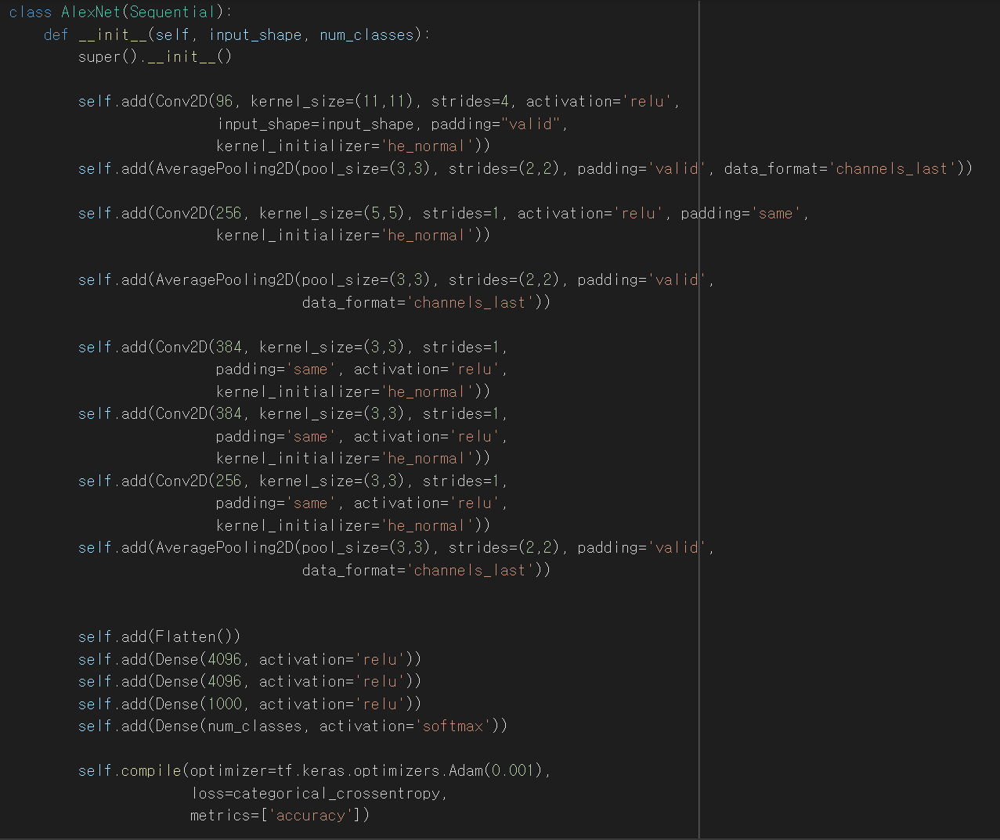 class AlexNet(Sequential):
    def __init__(self, input_shape, num_classes):
        super().__init__()

        self.add(Conv2D(96, kernel_size=(11,11), strides=4, activation='relu',
                        input_shape=input_shape, padding="valid",
                        kernel_initializer='he_normal'))
        self.add(AveragePooling2D(pool_size=(3,3), strides=(2,2), padding='valid', data_format='channels_last'))

        self.add(Conv2D(256, kernel_size=(5,5), strides=1, activation='relu', padding='same',
                        kernel_initializer='he_normal'))

        self.add(AveragePooling2D(pool_size=(3,3), strides=(2,2), padding='valid',
                                  data_format='channels_last'))

        self.add(Conv2D(384, kernel_size=(3,3), strides=1,
                        padding='same', activation='relu',
                        kernel_initializer='he_normal'))
        self.add(Conv2D(384, kernel_size=(3,3), strides=1,
                        padding='same', activation='relu',
                        kernel_initializer='he_normal'))
        self.add(Conv2D(256, kernel_size=(3,3), strides=1,
                        padding='same', activation='relu',
                        kernel_initializer='he_normal'))
        self.add(AveragePooling2D(pool_size=(3,3), strides=(2,2), padding='valid',
                                  data_format='channels_last'))


        self.add(Flatten())
        self.add(Dense(4096, activation='relu'))
        self.add(Dense(4096, activation='relu'))
        self.add(Dense(1000, activation='relu'))
        self.add(Dense(num_classes, activation='softmax'))

        self.compile(optimizer=tf.keras.optimizers.Adam(0.001),
                     loss=categorical_crossentropy,
                     metrics=['accuracy'])